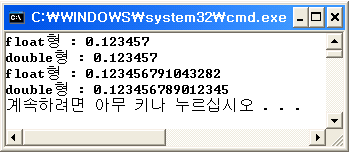 C:₩WINDOWS₩system32₩cmd.exe
float형 : 0.123457
double형 : 0.123457
float형 : 0.123456791043282
double형 : 0.123456789012345
계속하려면 아무 키나 누르십시오 . . .